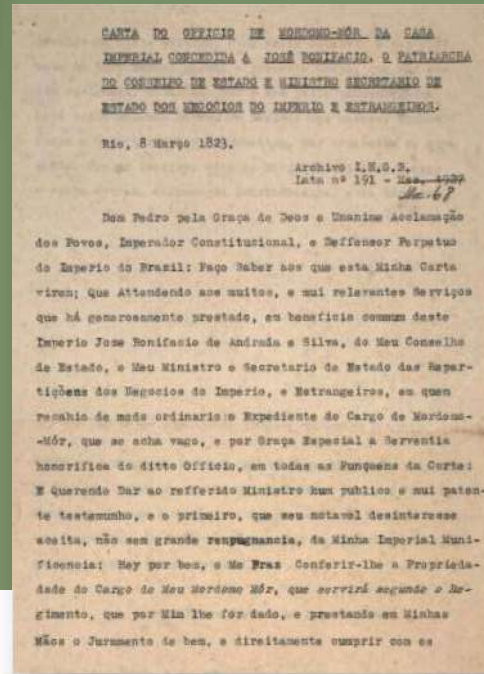 CARTA DO OFFICIO DE MORDOMO-MÓR DA CASA
IMPERIAL CONCEDIDA A JOSÉ BONIFACIO, O PATRIARCHA
DO CONSELHO DE ESTADO E MINISTRO SECRETARIO DE
ESTADO DOS NEGOCIOS DO IMPERIO E ESTRANGEIROS.
Rio, 8 Março 1823.
Archivo I.H.G.B.
Lata nº 191 - Mac. 1927
Ma. 68
Dom Pedro pela Graça de Deos e Unanime Acclamação
dos Povos, Imperador Constitucional, e Deffensor Perpetuo
do Imperio do Brazil: Faço Saber aos que esta Minha Carta
virem; Que Attendendo aos muitos, e mui relevantes Serviços
que há generosamente prestado, em beneficio commum deste
Imperio Jose Bonifacio de Andrada e Silva, do Meu Conselho
de Estado, e Meu Ministro e Secretario de Estado das Repar-
tiçõens dos Negocios do Imperio, e Estrangeiros, em quem
recahio de modo ordinario o Expediente do Cargo de Mordomo-
-Mór, que se acha vago, e por Graça Especial a Serventia
honorifica do ditto Officio, em todas as Funçoens da Corte:
E Querendo Dar ao refferido Ministro hum publico e mui paten-
te testemunho, e o primeiro, que seu notavel desinteresse
aceita, não sem grande renpugnancia, da Minha Imperial Muni-
ficencia: Hey por bem, e Me Praz Conferir-lhe a Proprieda-
dade do Cargo de Meu Mordomo Mór, que servirá segundo o Re-
gimento, que por Mim lhe for dado, e prestando em Minhas
Mãos o Juramento de bem, e direitamente cumprir com os